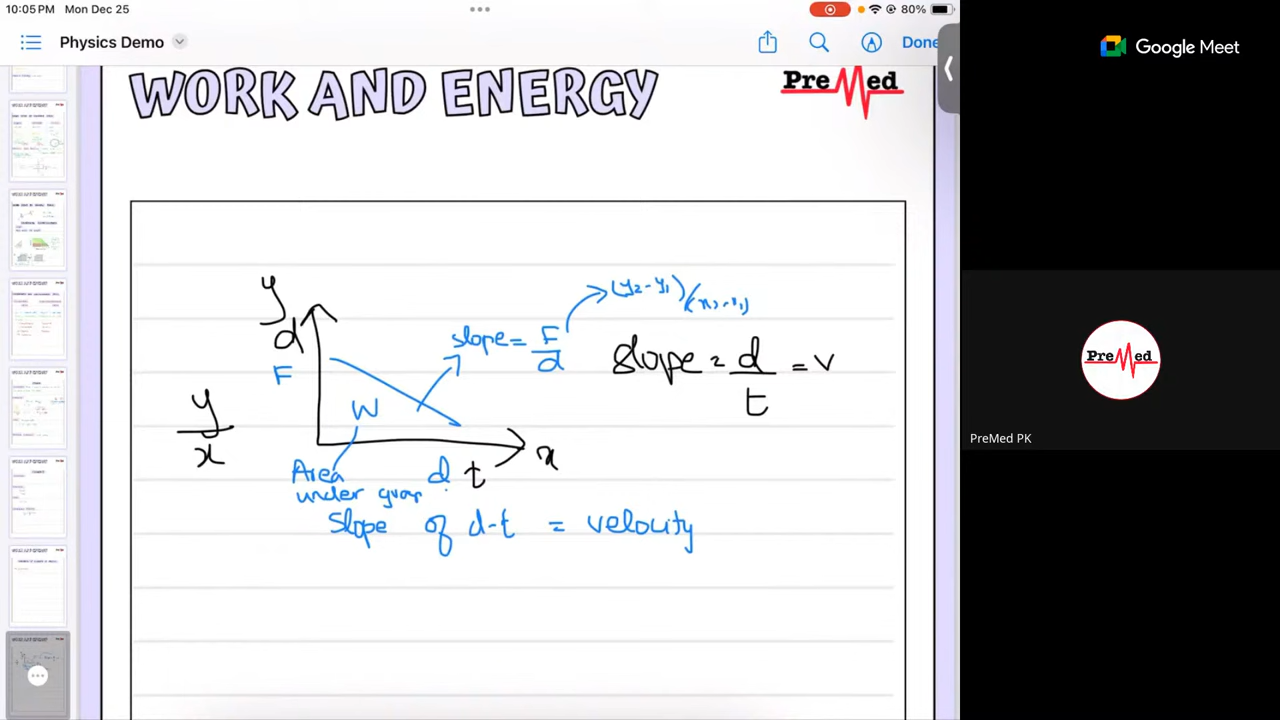 10:05 PM Mon Dec 25
80%
Physics Demo
Done
Google Meet
WORK AND ENERGY
PreMed
y
d
F
(y2-y1)/(x2-x1)
slope = F/d
slope = d/t = v
y/x
W
x
Area
under
d t
Slope of d-t = velocity
PreMed
PreMed PK